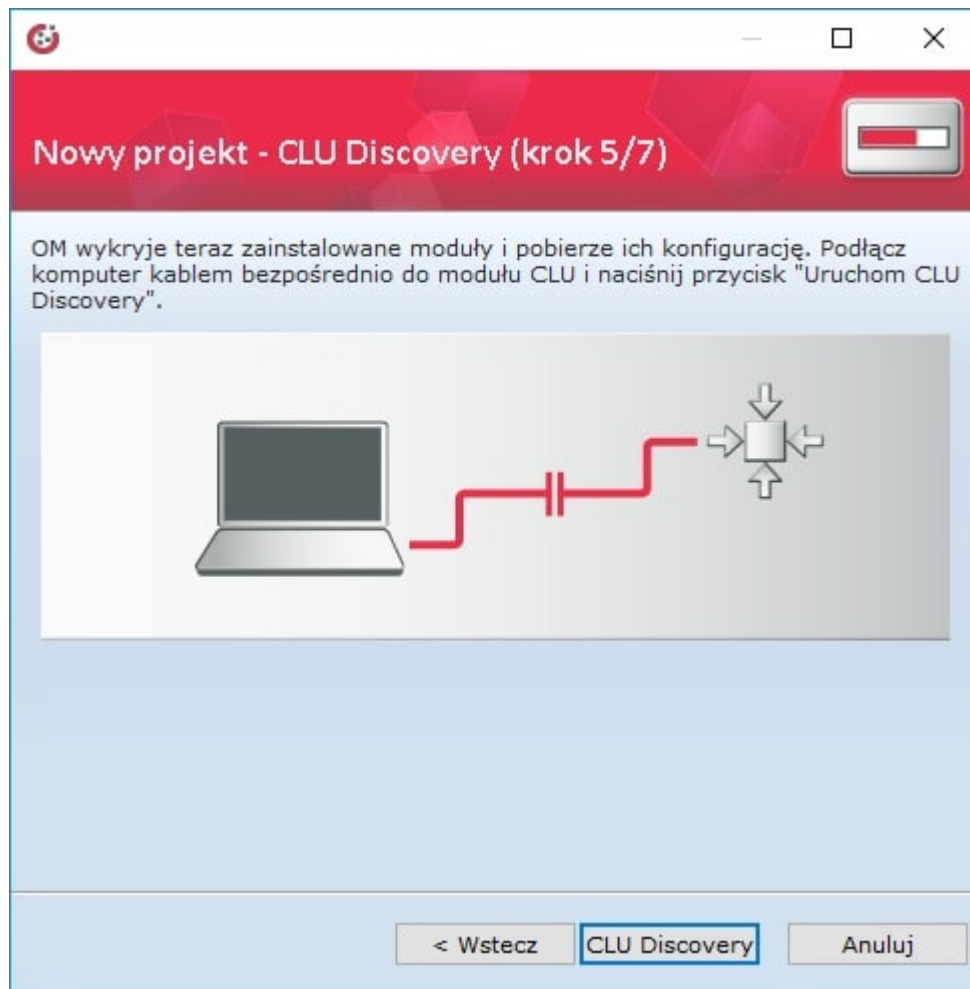 Nowy projekt - CLU Discovery (krok 5/7)
OM wykryje teraz zainstalowane moduły i pobierze ich konfigurację. Podłącz
komputer kablem bezpośrednio do modułu CLU i naciśnij przycisk "Uruchom CLU
Discovery".
< Wstecz
CLU Discovery
Anuluj